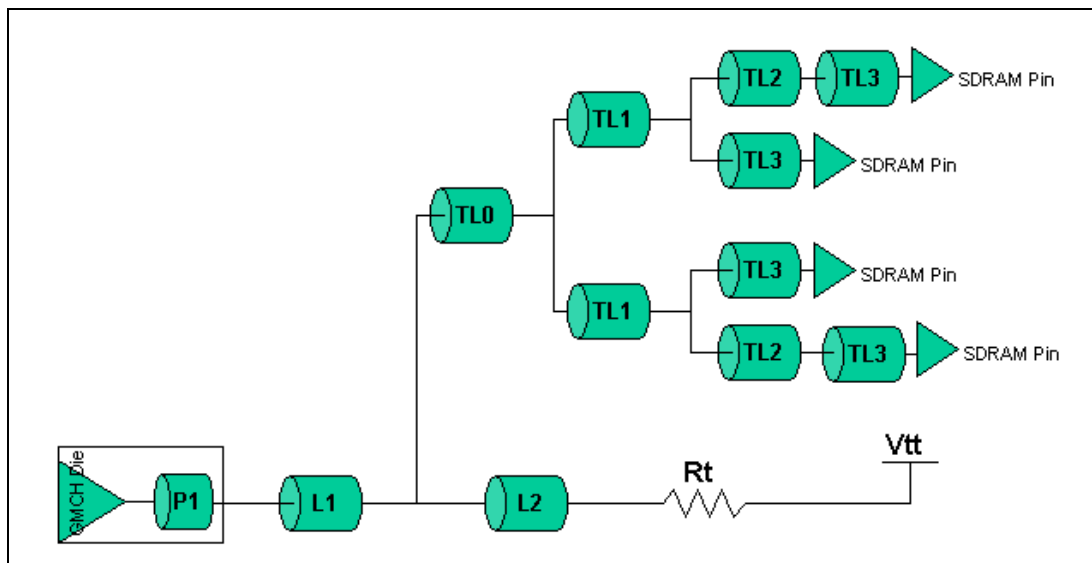 TL2
TL3
SDRAM Pin
TL1
TL3
SDRAM Pin
TL0
TL3
SDRAM Pin
TL1
TL2
TL3
SDRAM Pin
Vtt
Rt
GMCH Die
P1
L1
L2